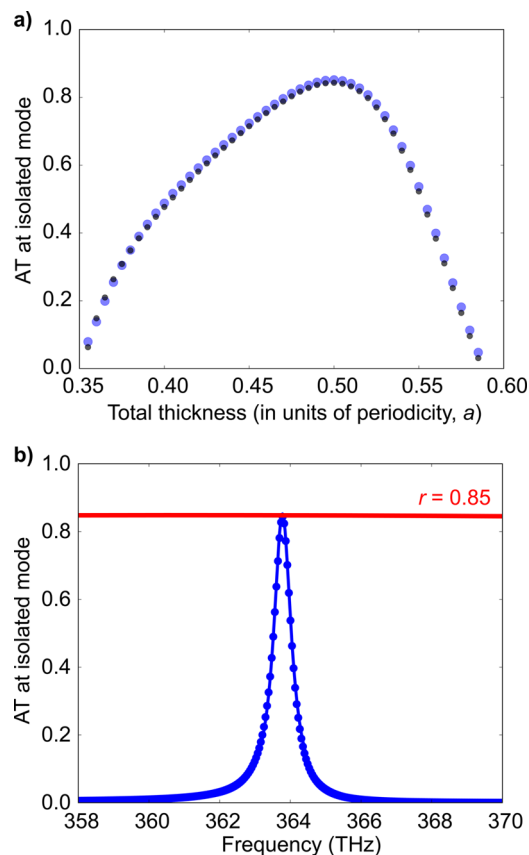 a)
1.0
0.8
0.6
0.4
0.2
0.0
AT at isolated mode
0.35 0.40 0.45 0.50 0.55 0.60
Total thickness (in units of periodicity, a)
b)
1.0
0.8
0.6
0.4
0.2
0.0
AT at isolated mode
r = 0.85
358 360 362 364 366 368 370
Frequency (THz)